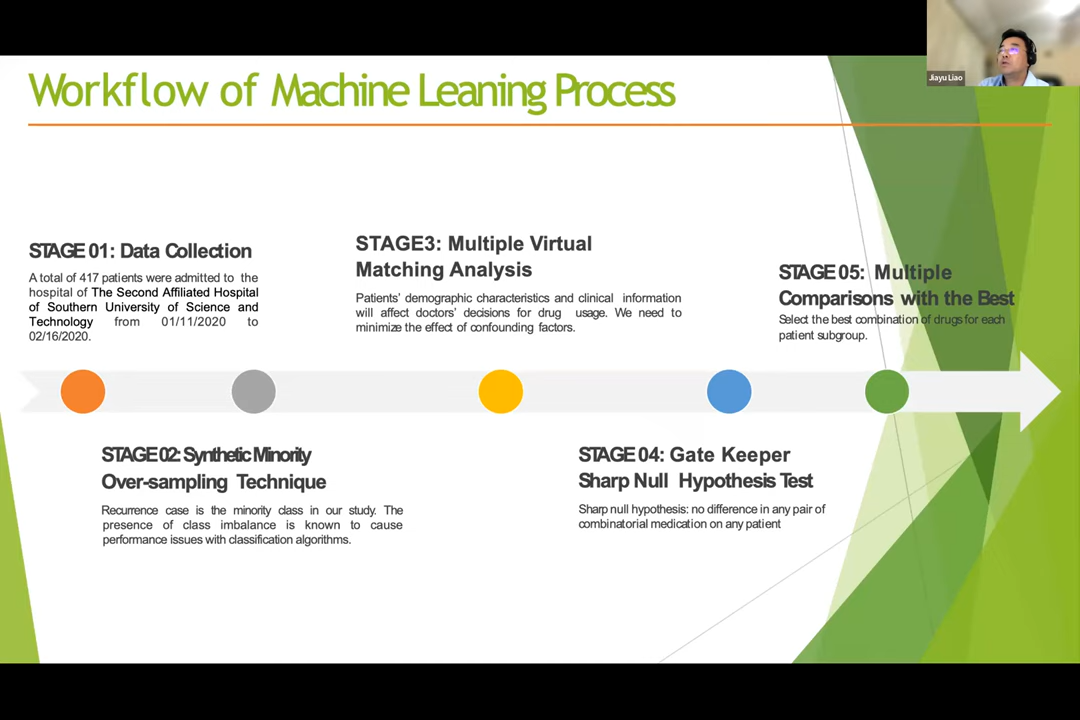 Jiayu Liao
Workflow of Machine Leaning Process
STAGE 01: Data Collection
A total of 417 patients were admitted to the
hospital of The Second Affiliated Hospital
of Southern University of Science and
Technology from 01/11/2020 to
02/16/2020.
STAGE 02: Synthetic Minority
Over-sampling Technique
Recurrence case is the minority class in our study. The
presence of class imbalance is known to cause
performance issues with classification algorithms.
STAGE3: Multiple Virtual
Matching Analysis
Patients' demographic characteristics and clinical information
will affect doctors' decisions for drug usage. We need to
minimize the effect of confounding factors.
STAGE 04: Gate Keeper
Sharp Null Hypothesis Test
Sharp null hypothesis: no difference in any pair of
combinatorial medication on any patient
STAGE 05: Multiple
Comparisons with the Best
Select the best combination of drugs for each
patient subgroup.